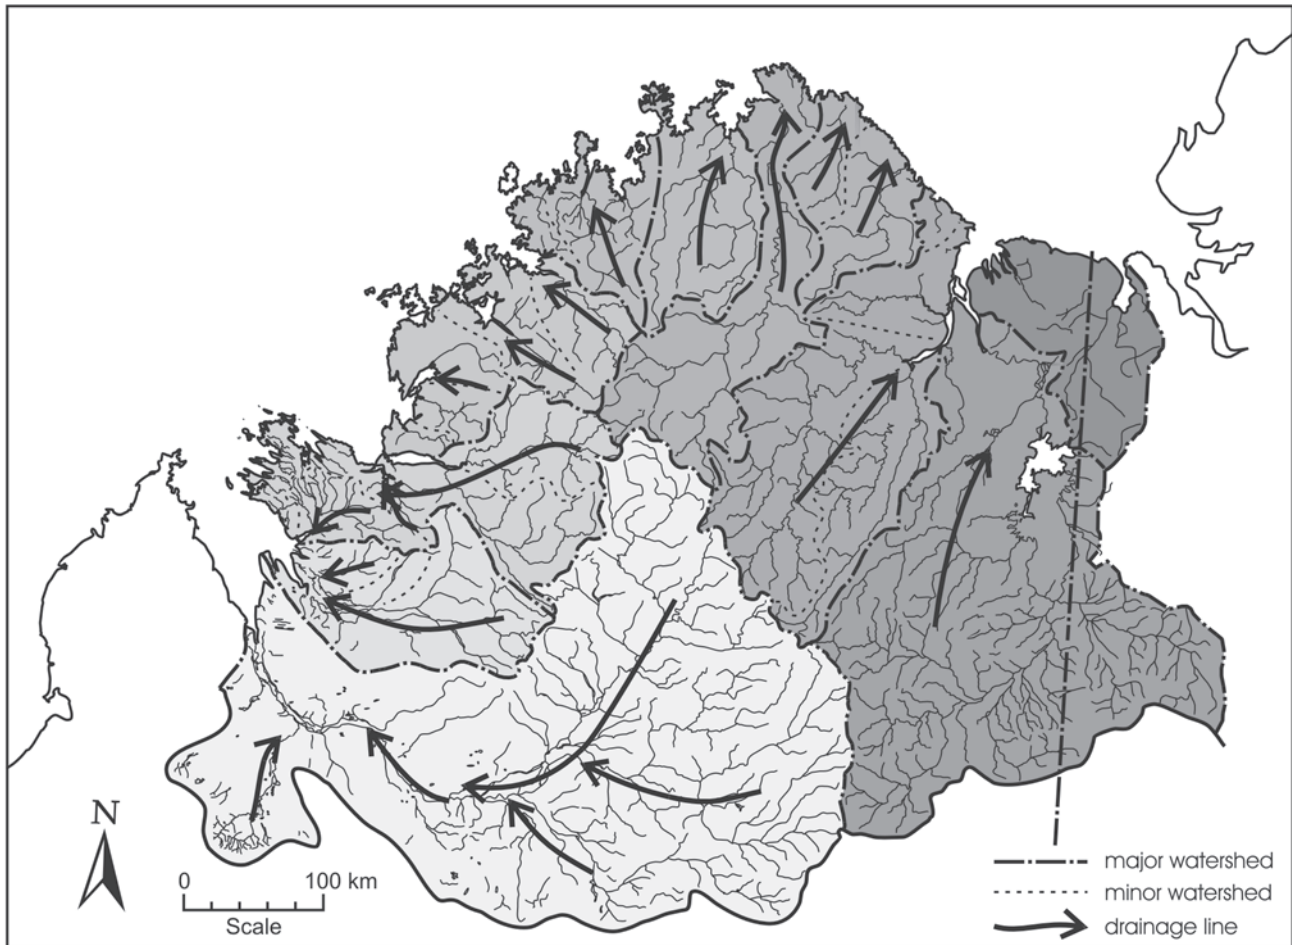 N
0 100 km
Scale
major watershed
minor watershed
drainage line